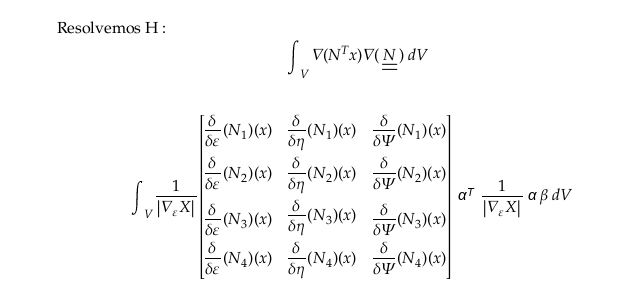 Resolvemos H :
∫_V ∇(N^T x)∇( N ) dV
∫_V 1/|∇_ε X| [ δ/δε (N_1)(x) δ/δη (N_1)(x) δ/δΨ (N_1)(x)
δ/δε (N_2)(x) δ/δη (N_2)(x) δ/δΨ (N_2)(x)
δ/δε (N_3)(x) δ/δη (N_3)(x) δ/δΨ (N_3)(x)
δ/δε (N_4)(x) δ/δη (N_4)(x) δ/δΨ (N_4)(x) ] α^T 1/|∇_ε X| α β dV